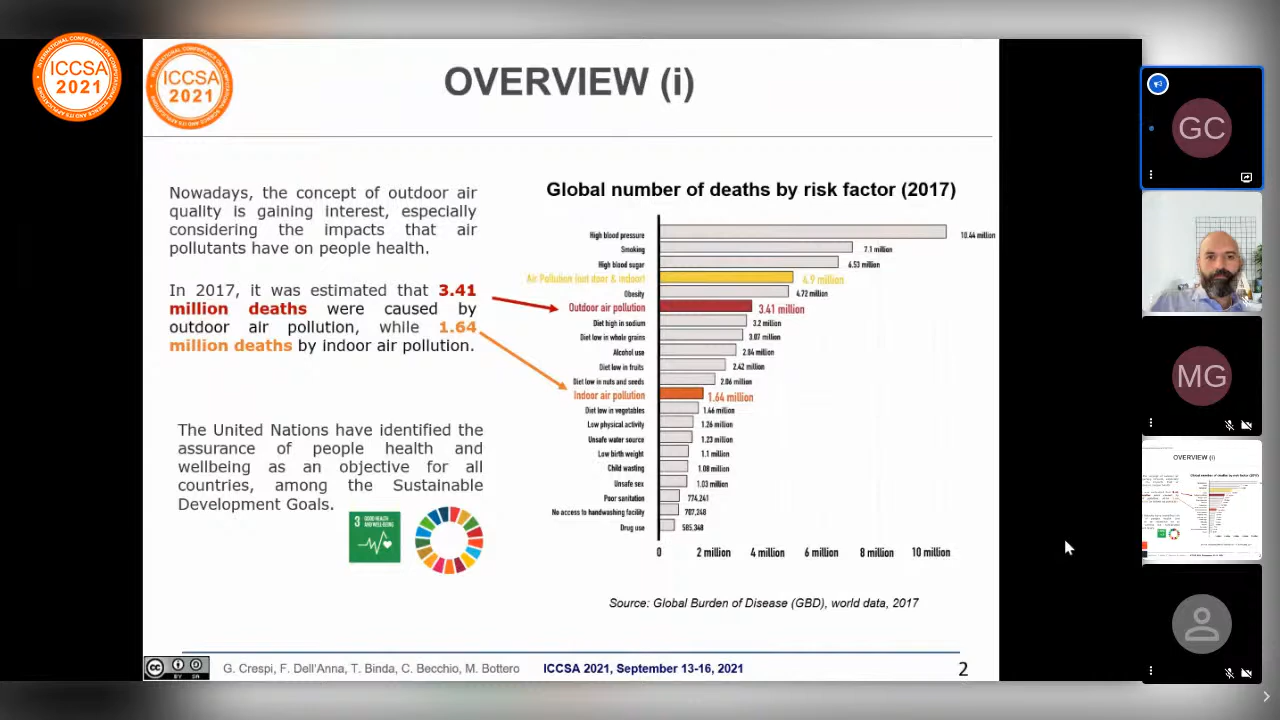 ICCSA
2021
ICCSA
2021
OVERVIEW (i)
Nowadays, the concept of outdoor air
quality is gaining interest, especially
considering the impacts that air
pollutants have on people health.
In 2017, it was estimated that 3.41
million deaths were caused by
outdoor air pollution, while 1.64
million deaths by indoor air pollution.
The United Nations have identified the
assurance of people health and
wellbeing as an objective for all
countries, among the Sustainable
Development Goals.
3 GOOD HEALTH
AND WELL-BEING
Global number of deaths by risk factor (2017)
High blood pressure 10.44 million
Smoking 7.1 million
High blood sugar 6.53 million
Air Pollution (out door & indoor) 4.9 million
Obesity 4.72 million
Outdoor air pollution 3.41 million
Diet high in sodium 3.2 million
Diet low in whole grains 3.07 million
Alcohol use 2.84 million
Diet low in fruits 2.42 million
Diet low in nuts and seeds 2.06 million
Indoor air pollution 1.64 million
Diet low in vegetables 1.46 million
Low physical activity 1.26 million
Unsafe water source 1.23 million
Low birth weight 1.1 million
Child wasting 1.08 million
Unsafe sex 1.03 million
Poor sanitation 774,241
No access to handwashing facility 707,248
Drug use 585,348
0 2 million 4 million 6 million 8 million 10 million
Source: Global Burden of Disease (GBD), world data, 2017
CC BY SA
G. Crespi, F. Dell'Anna, T. Binda, C. Becchio, M. Bottero
ICCSA 2021, September 13-16, 2021
2
GC
MG
OVERVIEW (i)